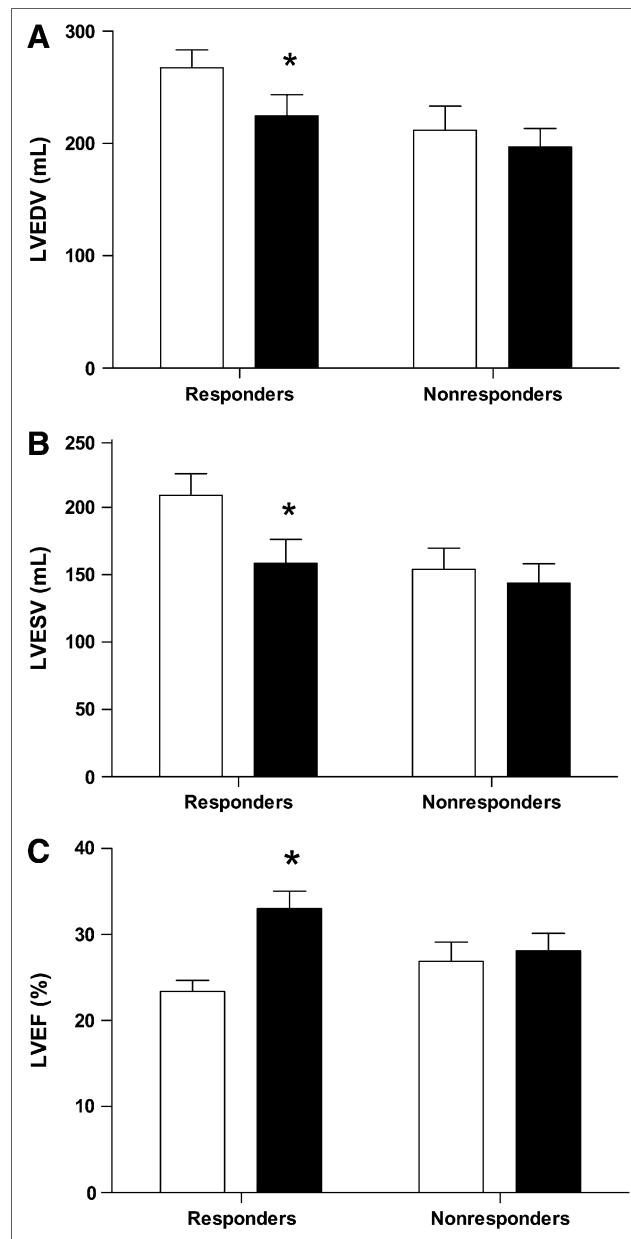 A
LVEDV (mL)
300
200
100
0
*
Responders
Nonresponders
B
LVESV (mL)
250
200
150
100
50
0
*
Responders
Nonresponders
C
LVEF (%)
40
30
20
10
0
*
Responders
Nonresponders